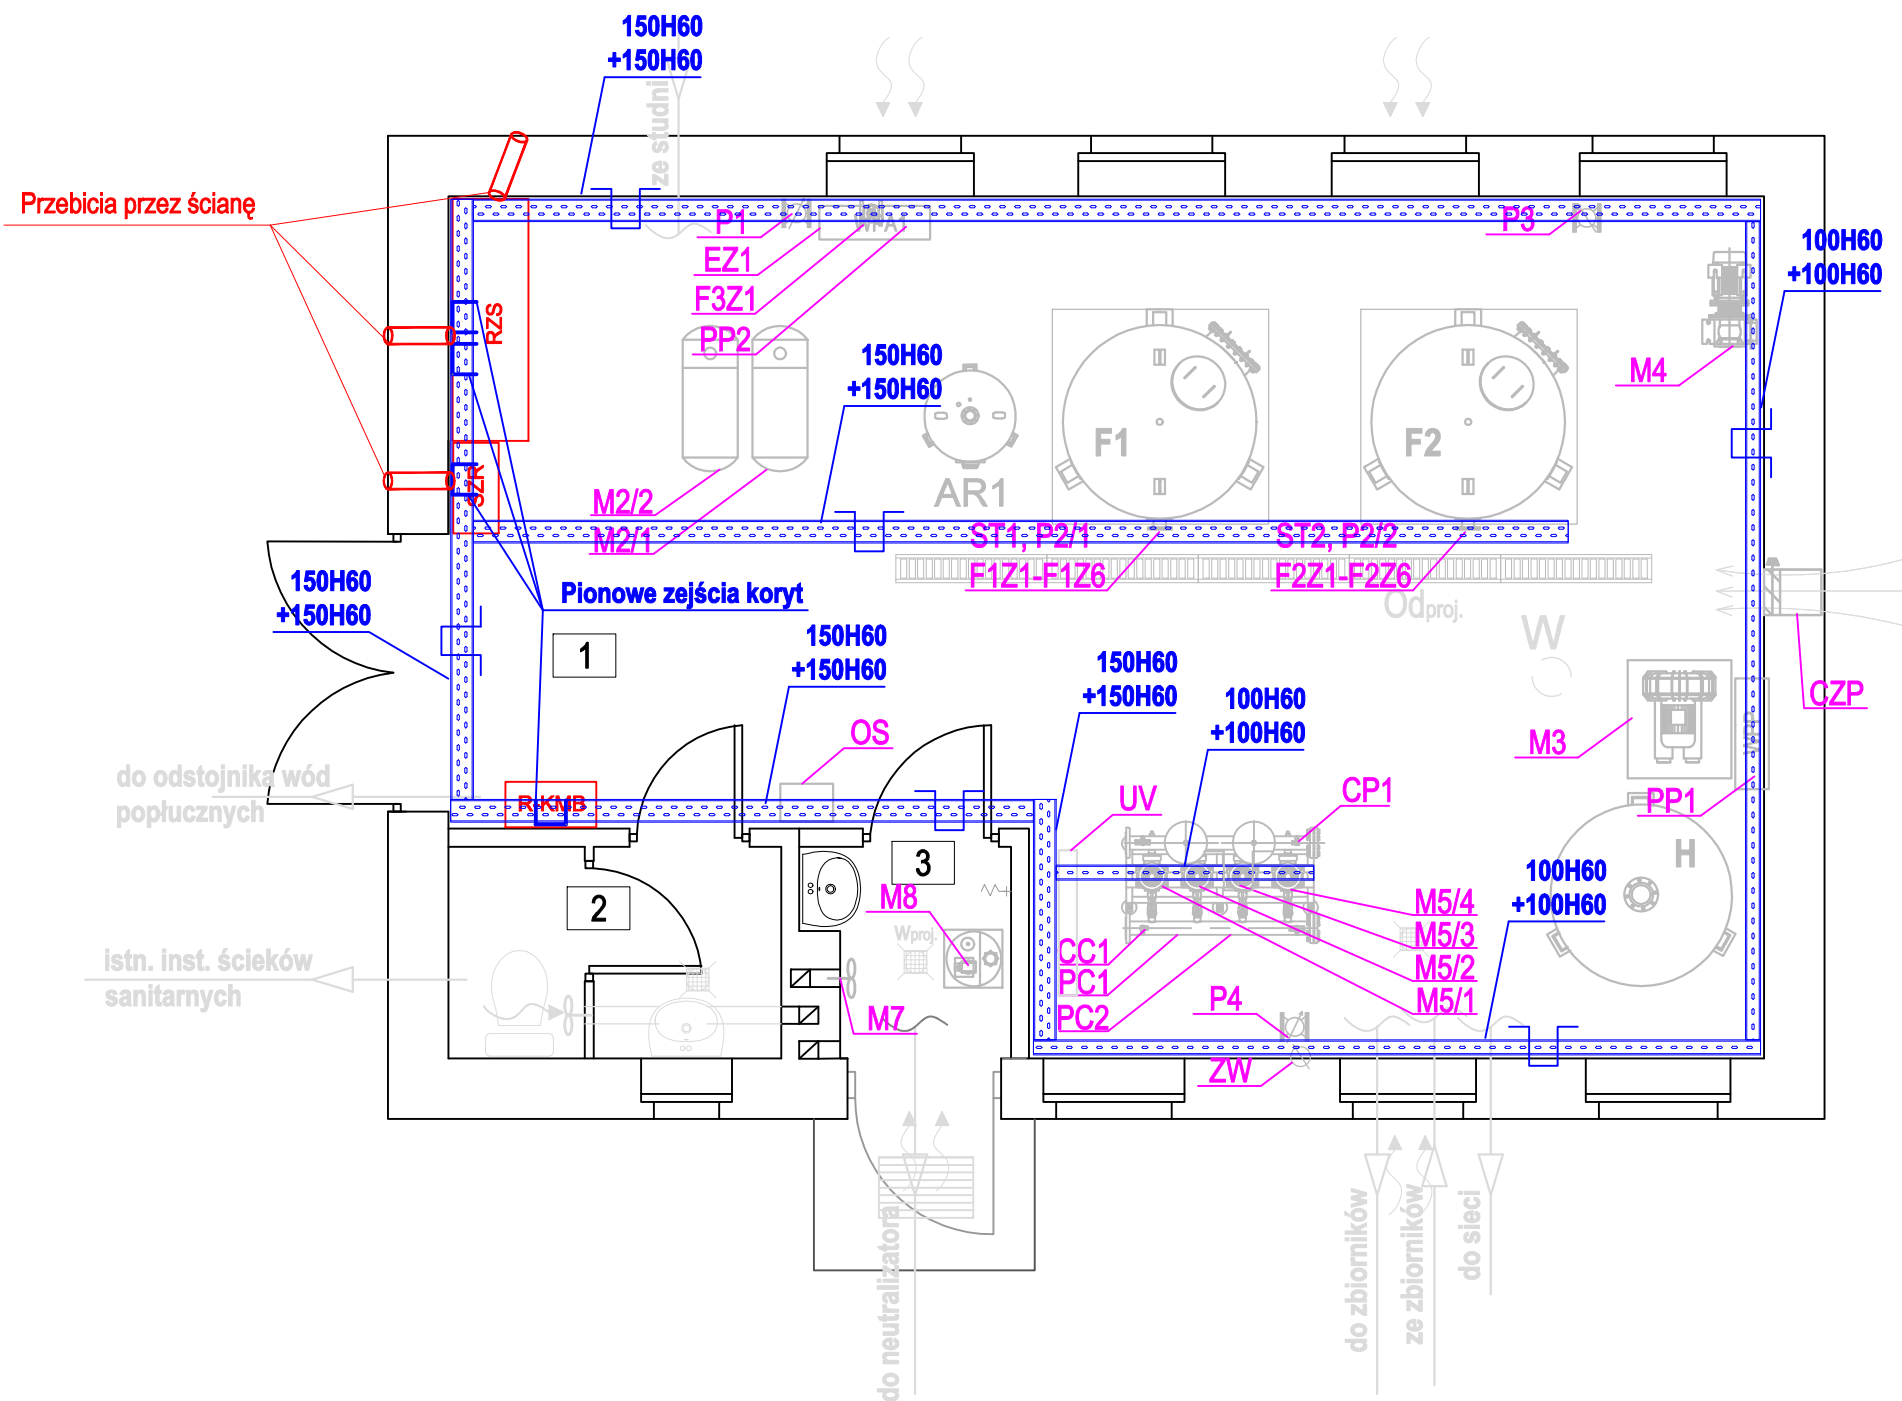 150H60
+150H60
ze studni
Przebicia przez ścianę
P1
EZ1
F3Z1
PP2
P3
100H60
+100H60
RZS
150H60
+150H60
M4
F1
F2
AR1
SZR
M2/2
M2/1
ST1, P2/1
F1Z1-F1Z6
ST2, P2/2
F2Z1-F2Z6
150H60
+150H60
Pionowe zejścia koryt
Odproj.
W
1
150H60
+150H60
150H60
+150H60
100H60
+100H60
CZP
OS
M3
WPP
do odstojnika wód
popłucznych
R-KMB
UV
CP1
PP1
3
H
2
M8
100H60
+100H60
Wproj.
M5/4
M5/3
M5/2
M5/1
CC1
PC1
PC2
istn. inst. ścieków
sanitarnych
M7
P4
ZW
do neutralizatora
do zbiorników
ze zbiorników
do sieci